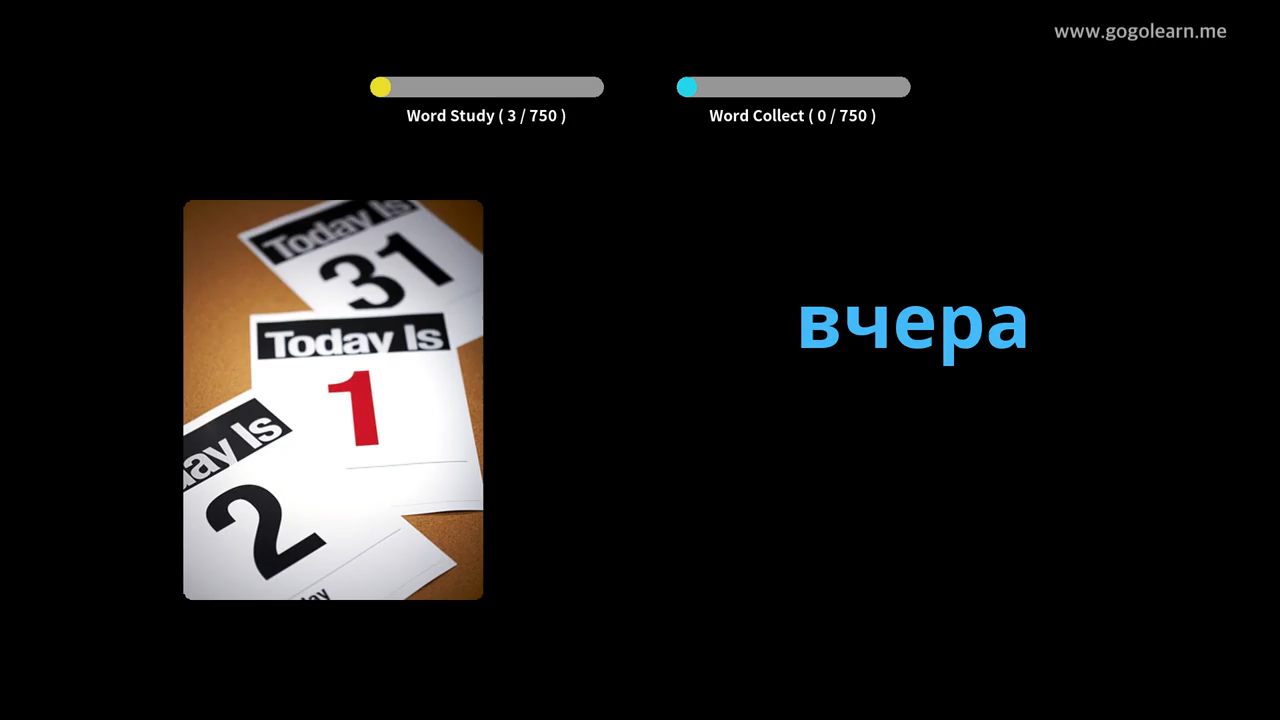 www.gogolearn.me
Word Study ( 3 / 750 )
Word Collect ( 0 / 750 )
Today Is
31
Today Is
1
ay Is
2
вчера